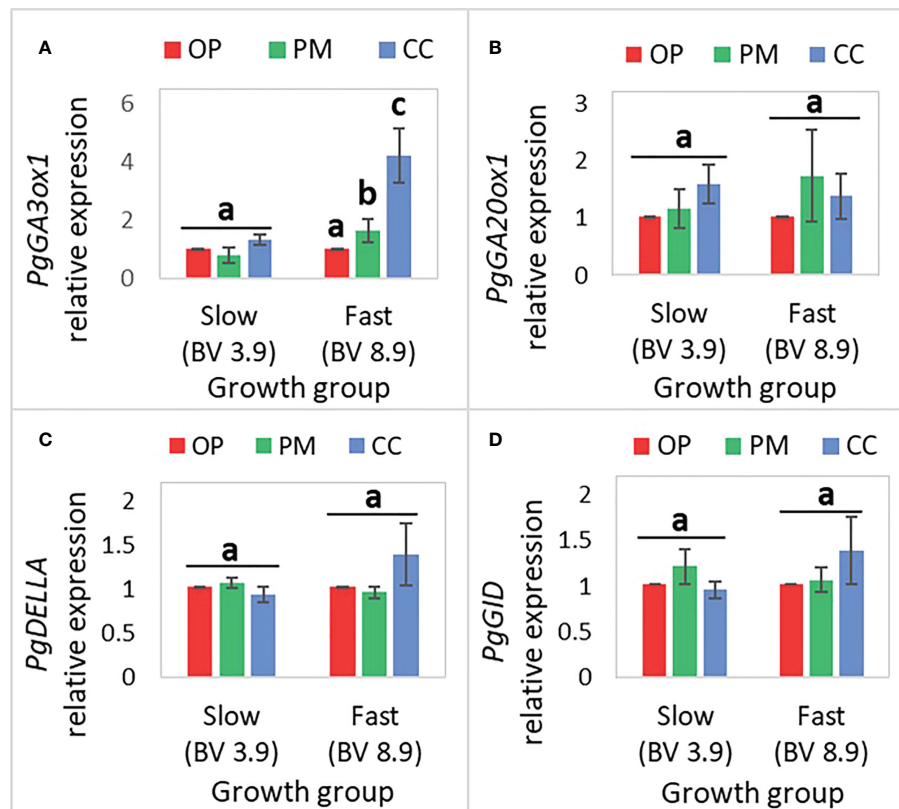 A
OP PM CC
PgGA3ox1
relative expression
6
4
2
0
a
a
b
c
Slow
(BV 3.9)
Fast
(BV 8.9)
Growth group
B
OP PM CC
PgGA20ox1
relative expression
3
2
1
0
a
a
Slow
(BV 3.9)
Fast
(BV 8.9)
Growth group
C
OP PM CC
PgDELLA
relative expression
2
1.5
1
0.5
0
a
a
Slow
(BV 3.9)
Fast
(BV 8.9)
Growth group
D
OP PM CC
PgGID
relative expression
2
1.5
1
0.5
0
a
a
Slow
(BV 3.9)
Fast
(BV 8.9)
Growth group